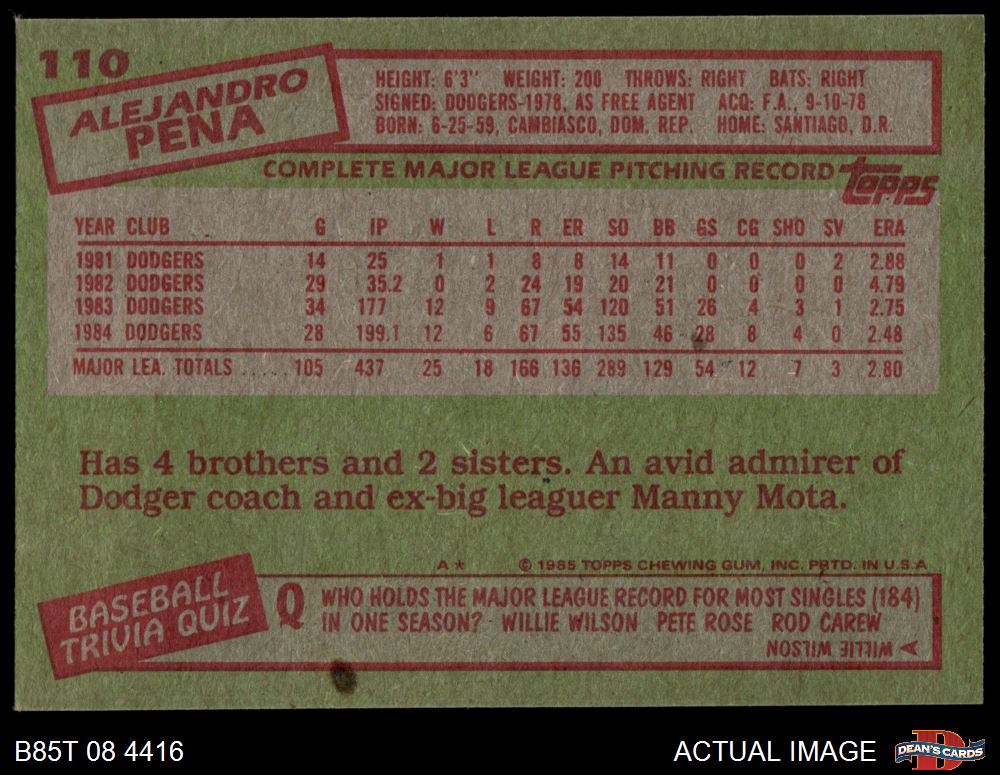 110
ALEJANDRO
PENA
HEIGHT: 6'3" WEIGHT: 200 THROWS: RIGHT BATS: RIGHT
SIGNED: DODGERS-1978, AS FREE AGENT ACQ: F.A., 9-10-78
BORN: 6-25-59, CAMBIASCO, DOM. REP. HOME: SANTIAGO, D.R.
COMPLETE MAJOR LEAGUE PITCHING RECORD topps
YEAR CLUB G IP W L R ER SO BB GS CG SHO SV ERA
1981 DODGERS 14 25 1 1 8 8 14 11 0 0 0 2 2.88
1982 DODGERS 29 35.2 0 2 24 19 20 21 0 0 0 0 4.79
1983 DODGERS 34 177 12 9 67 54 120 51 26 4 3 1 2.75
1984 DODGERS 28 199.1 12 6 67 55 135 46 28 8 4 0 2.48
MAJOR LEA. TOTALS ..... 105 437 25 18 166 136 289 129 54 12 7 3 2.80
Has 4 brothers and 2 sisters. An avid admirer of
Dodger coach and ex-big leaguer Manny Mota.
A* © 1985 TOPPS CHEWING GUM, INC. PRTD. IN U.S.A
BASEBALL
TRIVIA QUIZ
Q WHO HOLDS THE MAJOR LEAGUE RECORD FOR MOST SINGLES (184)
IN ONE SEASON? WILLIE WILSON PETE ROSE ROD CAREW
A WILLIE WILSON
B85T 08 4416
ACTUAL IMAGE
D
DEAN'S CARDS